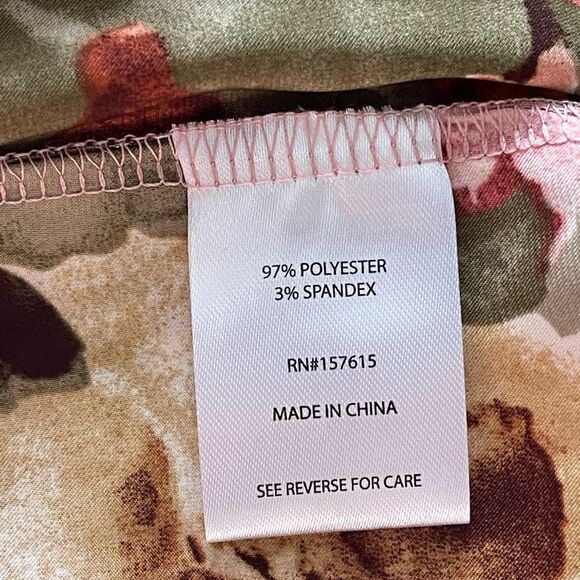 97% POLYESTER
3% SPANDEX
RN#157615
MADE IN CHINA
SEE REVERSE FOR CARE